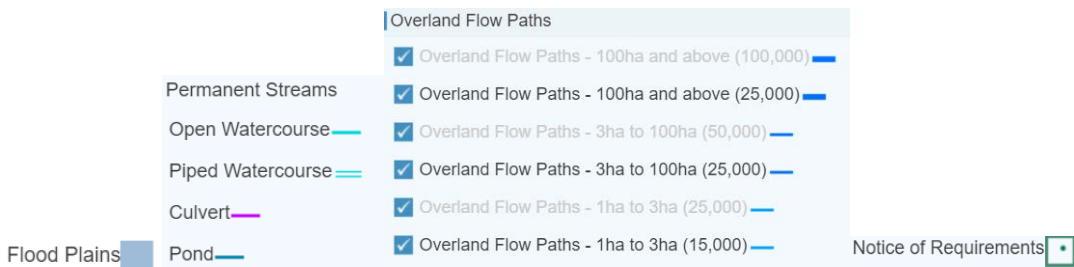 Overland Flow Paths
Overland Flow Paths - 100ha and above (100,000)
Overland Flow Paths - 100ha and above (25,000)
Overland Flow Paths - 3ha to 100ha (50,000)
Overland Flow Paths - 3ha to 100ha (25,000)
Overland Flow Paths - 1ha to 3ha (25,000)
Overland Flow Paths - 1ha to 3ha (15,000)
Permanent Streams
Open Watercourse
Piped Watercourse
Culvert
Pond
Flood Plains
Notice of Requirements